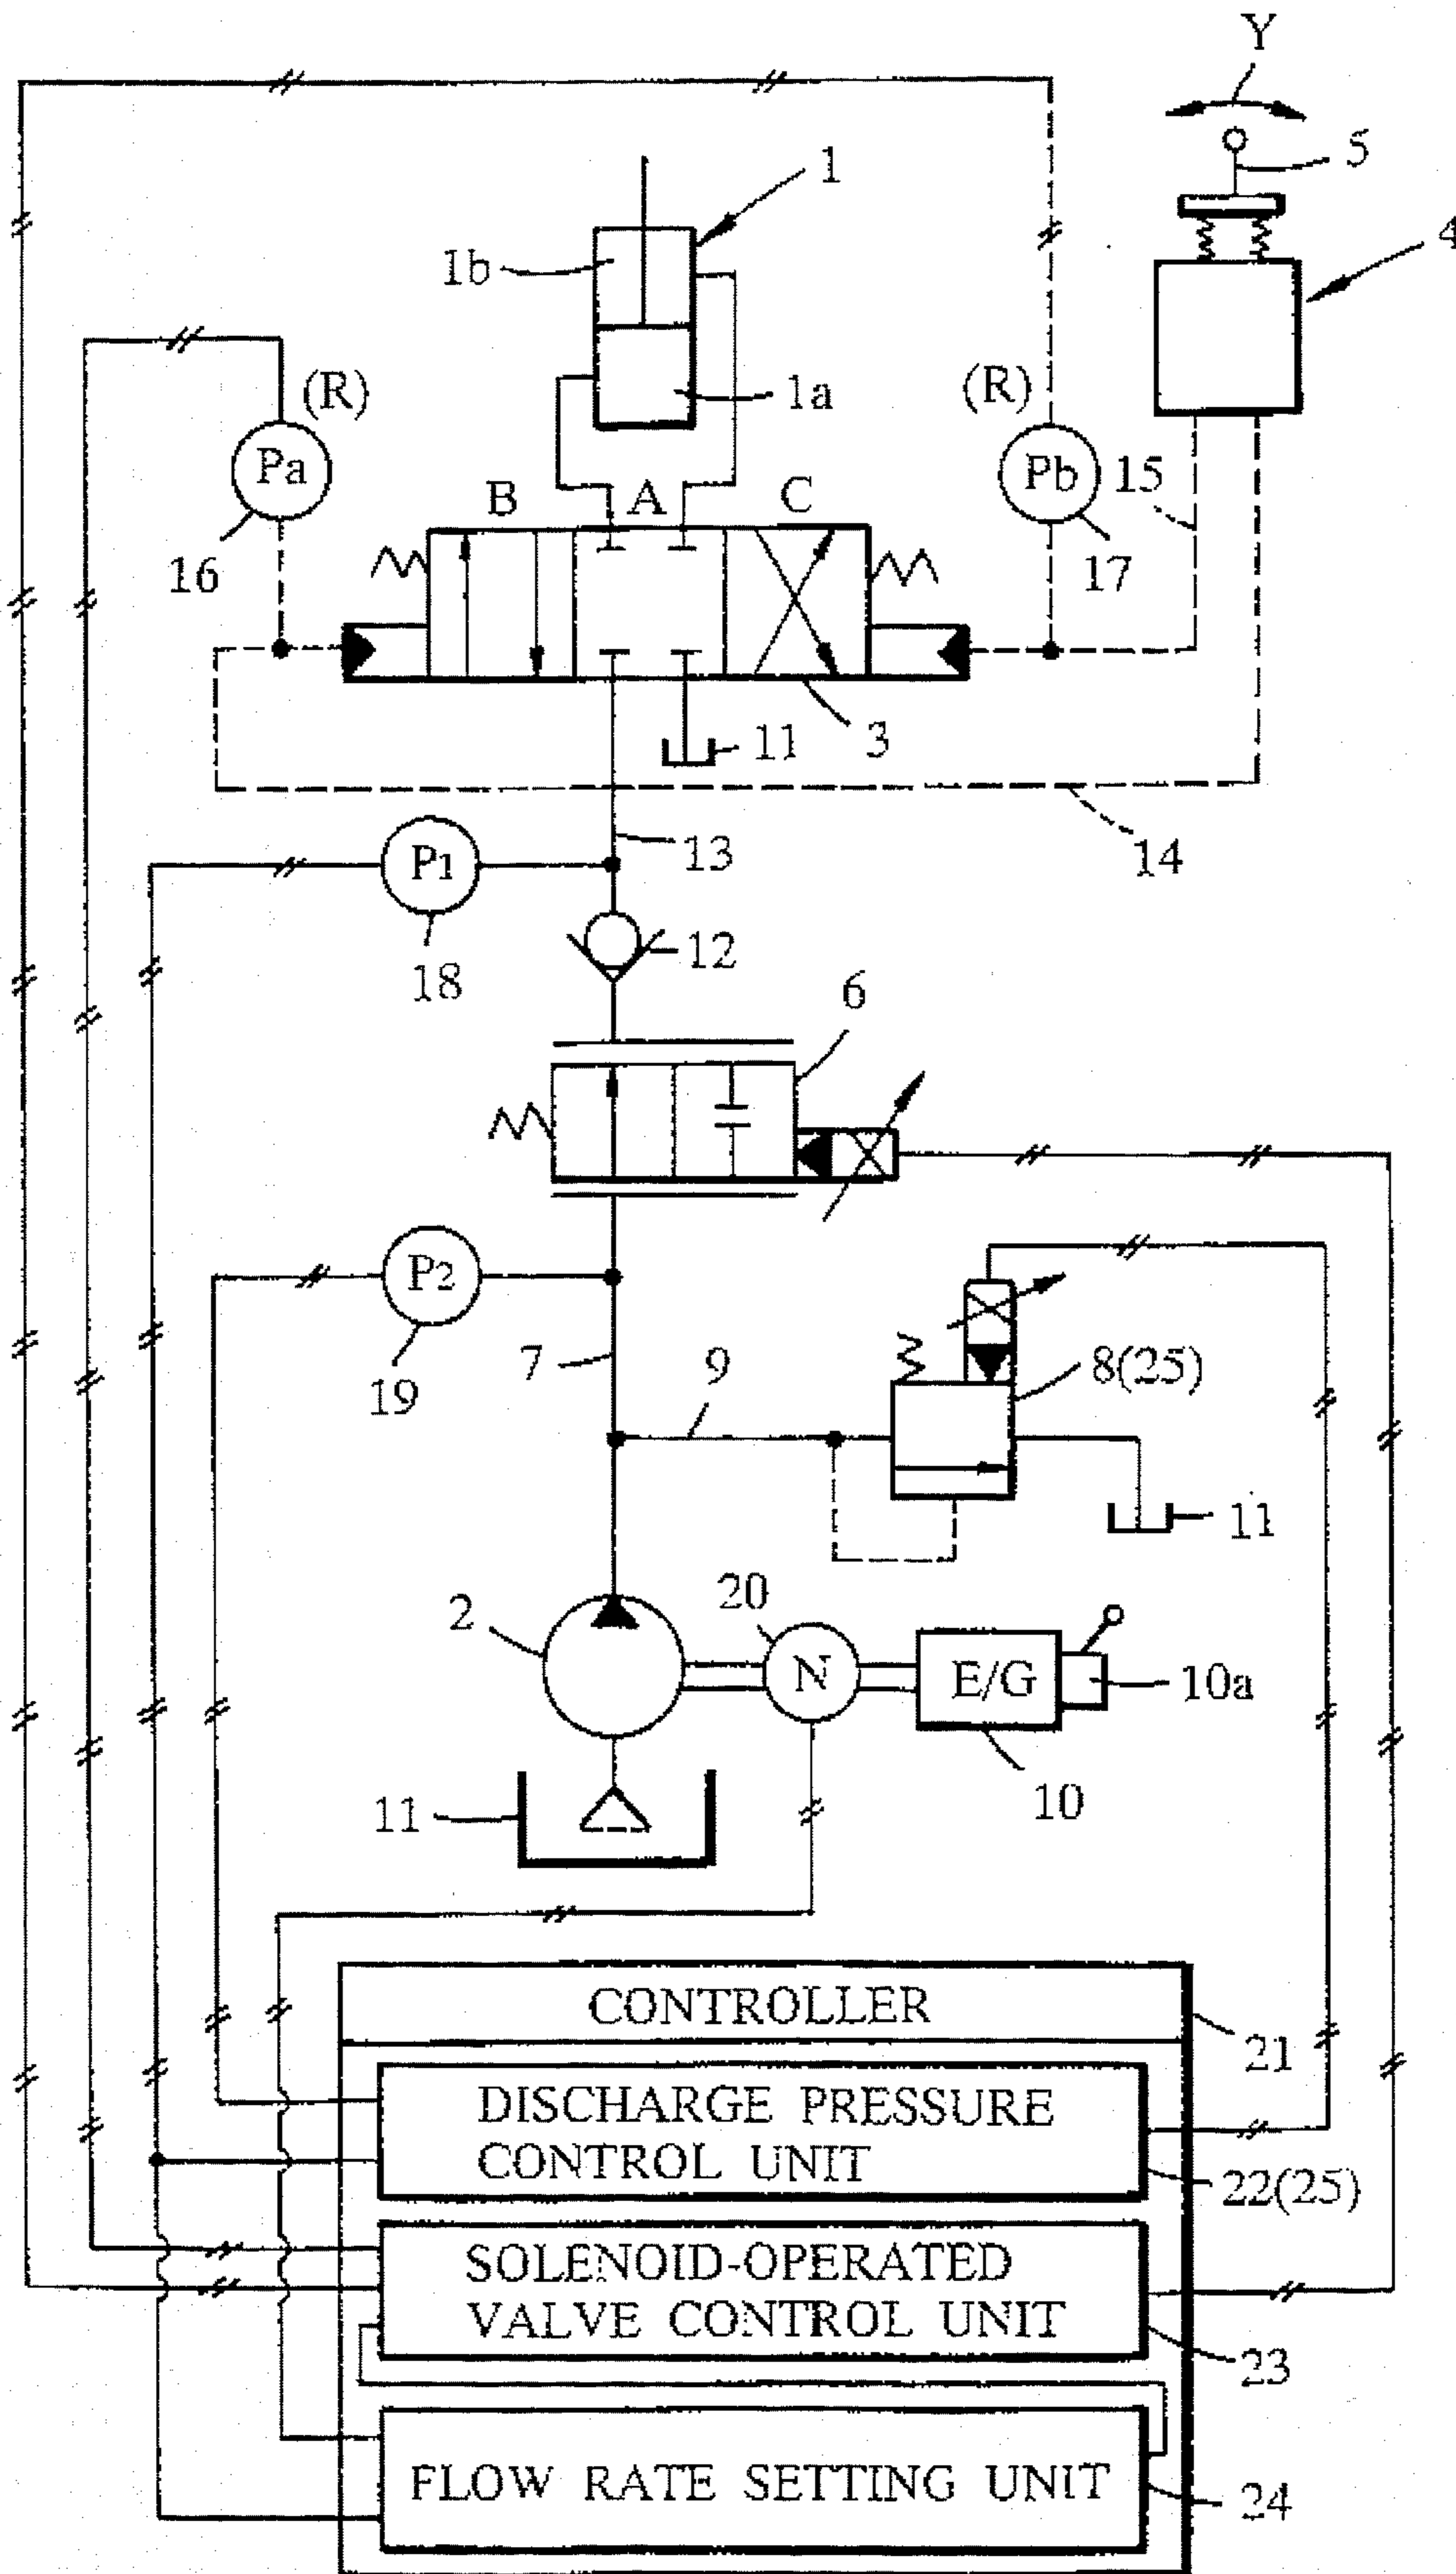 Y
5
1
4
1b
1a
(R)
(R)
Pa
Pb
15
B A C
16
17
11
3
13
14
P1
18
12
6
P2
7
9
8(25)
19
11
2
20
N
E/G
10a
11
10
CONTROLLER
21
DISCHARGE PRESSURE
CONTROL UNIT
22(25)
SOLENOID-OPERATED
VALVE CONTROL UNIT
23
FLOW RATE SETTING UNIT
24